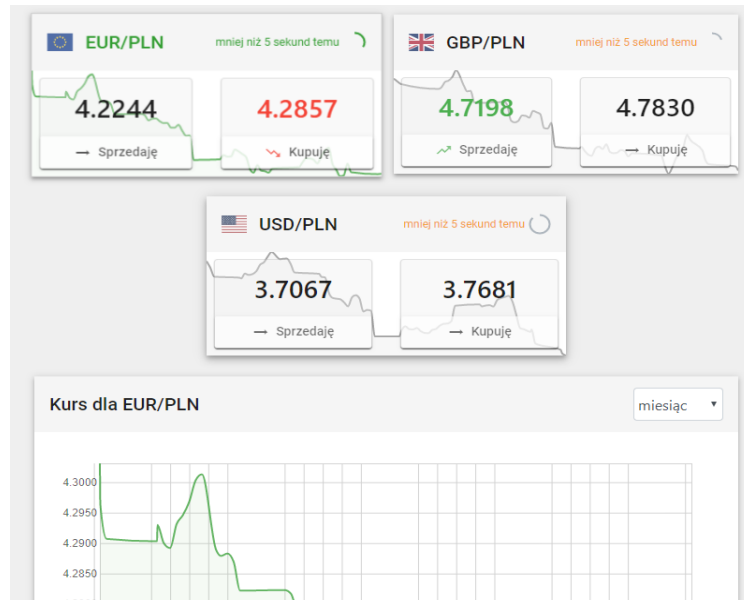 EUR/PLN mniej niż 5 sekund temu
4.2244 4.2857
Sprzedaję Kupuję
GBP/PLN mniej niż 5 sekund temu
4.7198 4.7830
Sprzedaję Kupuję
USD/PLN mniej niż 5 sekund temu
3.7067 3.7681
Sprzedaję Kupuję
Kurs dla EUR/PLN miesiąc
4.3000
4.2950
4.2900
4.2850